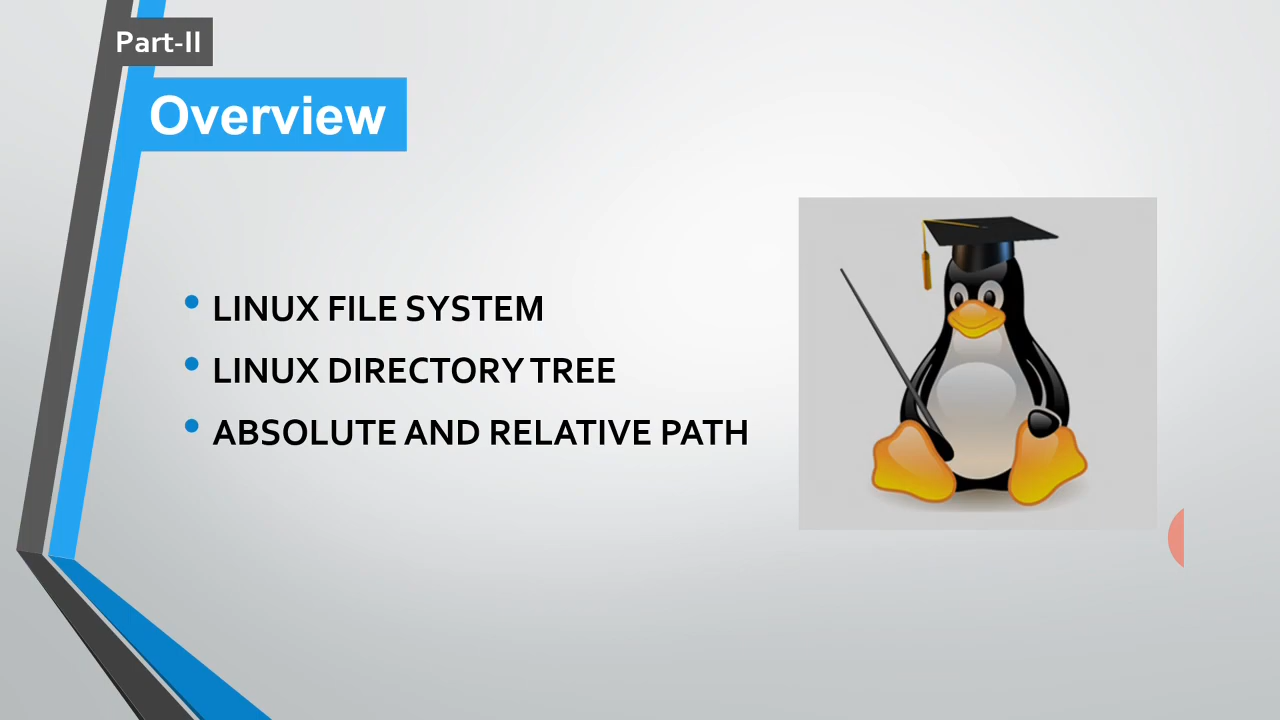 Part-II
Overview
LINUX FILE SYSTEM
LINUX DIRECTORY TREE
ABSOLUTE AND RELATIVE PATH